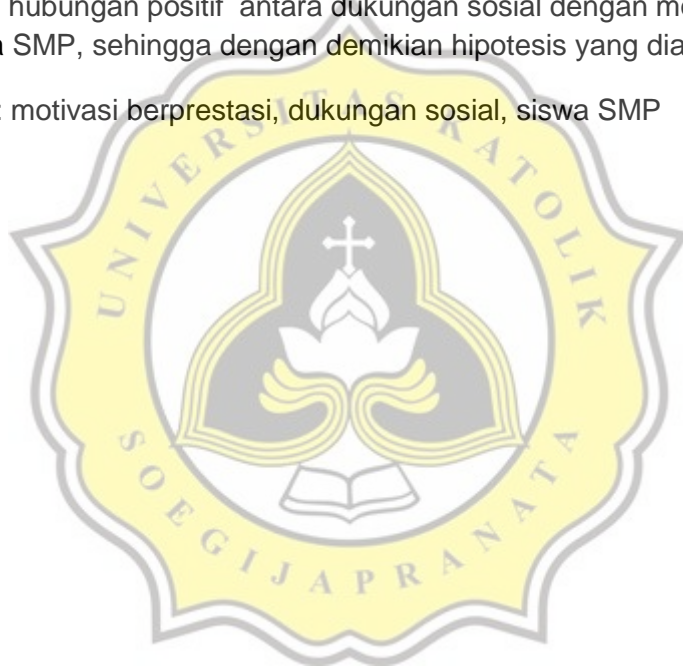 hubungan positif antara dukungan sosial dengan
SMP, sehingga dengan demikian hipotesis yang
: motivasi berprestasi, dukungan sosial, siswa SMP
UNIVERSITAS KATOLIK
SOEGIJAPRANATA